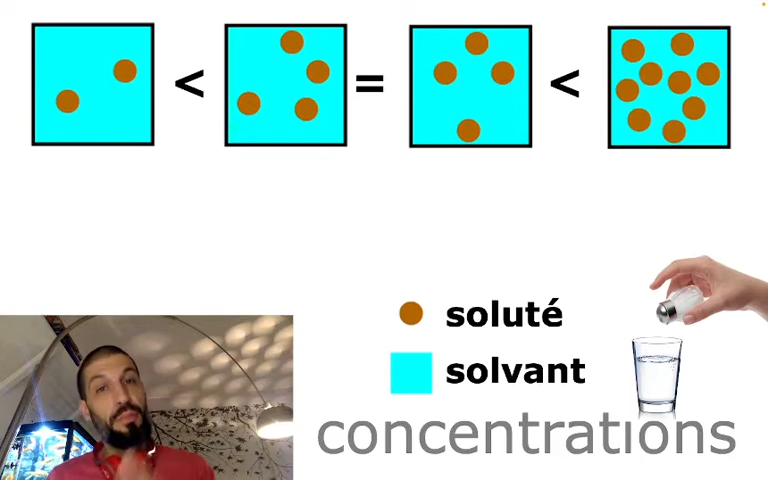 < = <
soluté
solvant
concentrations